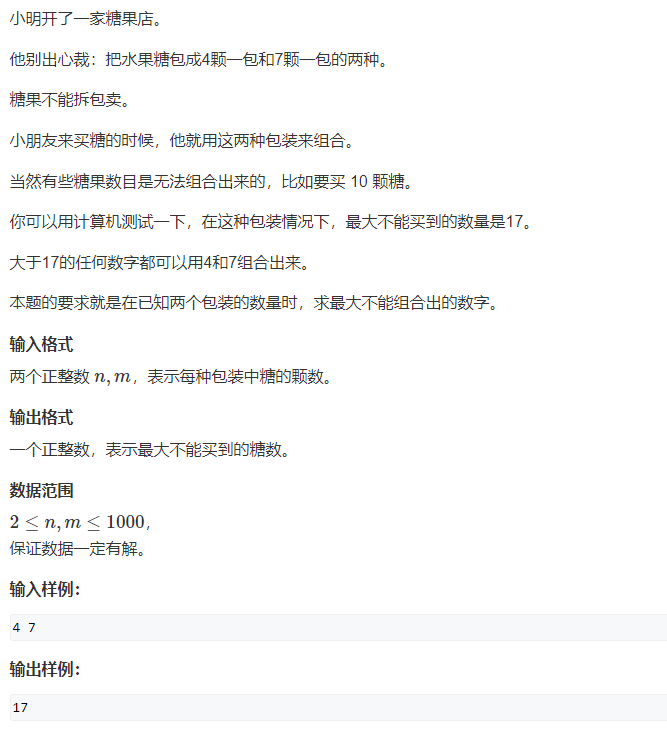 小明开了一家糖果店。
他别出心裁：把水果糖包成4颗一包和7颗一包的两种。
糖果不能拆包卖。
小朋友来买糖的时候，他就用这两种包装来组合。
当然有些糖果数目是无法组合出来的，比如要买 10 颗糖。
你可以用计算机测试一下，在这种包装情况下，最大不能买到的数量是17。
大于17的任何数字都可以用4和7组合出来。
本题的要求就是在已知两个包装的数量时，求最大不能组合出的数字。
输入格式
两个正整数 n, m，表示每种包装中糖的颗数。
输出格式
一个正整数，表示最大不能买到的糖数。
数据范围
2 ≤ n, m ≤ 1000，
保证数据一定有解。
输入样例：
4 7
输出样例：
17